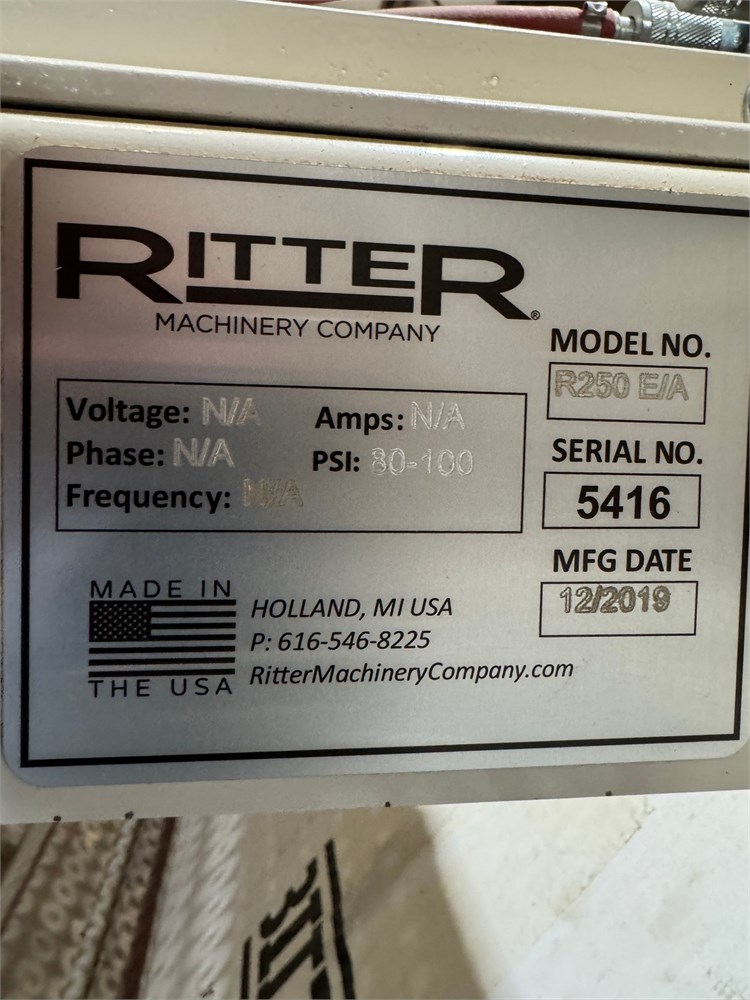 RITTER®
MACHINERY COMPANY
MODEL NO.
R250 E/A
Voltage: N/A Amps: N/A
Phase: N/A PSI: 80-100
Frequency: N/A
SERIAL NO.
5416
MFG DATE
12/2019
MADE IN
THE USA
HOLLAND, MI USA
P: 616-546-8225
RitterMachineryCompany.com